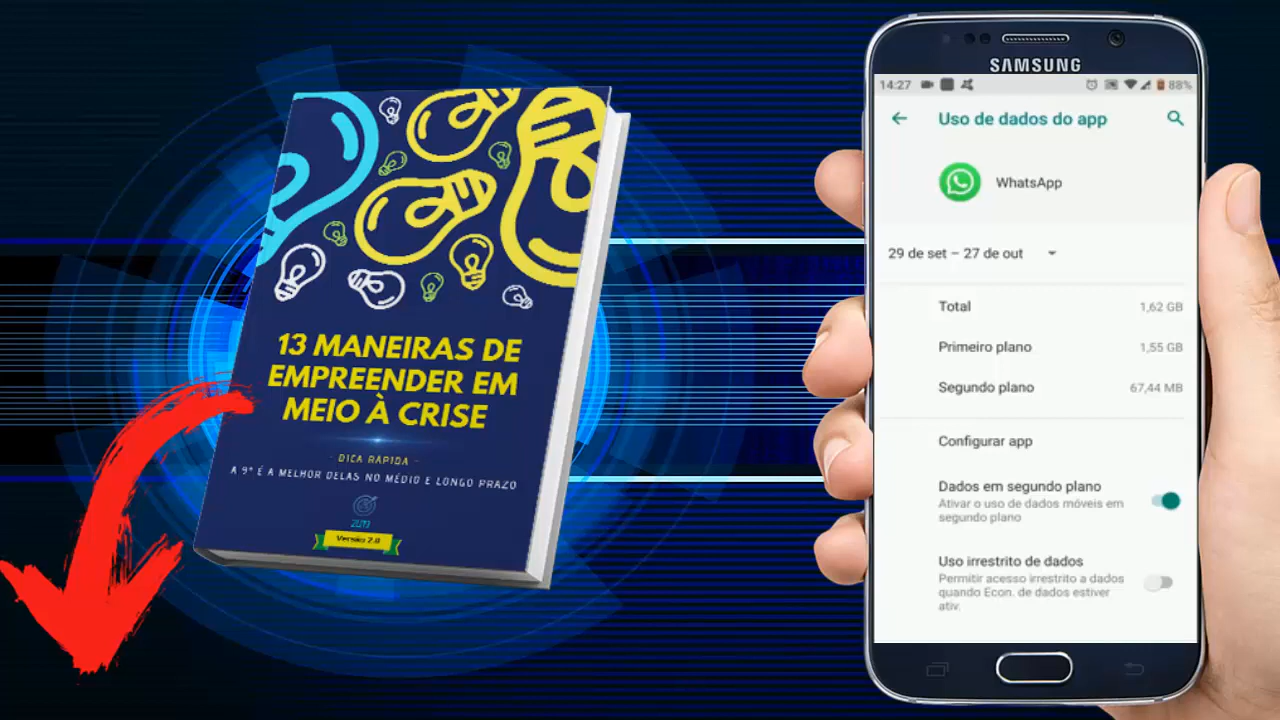 13 MANEIRAS DE
EMPREENDER EM
MEIO À CRISE
- DICA RÁPIDA -
A 9ª É A MELHOR DELAS NO MÉDIO E LONGO PRAZO
2019
Versão 2.0
SAMSUNG
14:27 88%
Uso de dados do app
WhatsApp
29 de set – 27 de out
Total 1,62 GB
Primeiro plano 1,55 GB
Segundo plano 67,44 MB
Configurar app
Dados em segundo plano
Ativar o uso de dados móveis em
segundo plano
Uso irrestrito de dados
Permitir acesso irrestrito a dados
quando Econ. de dados estiver
ativ.